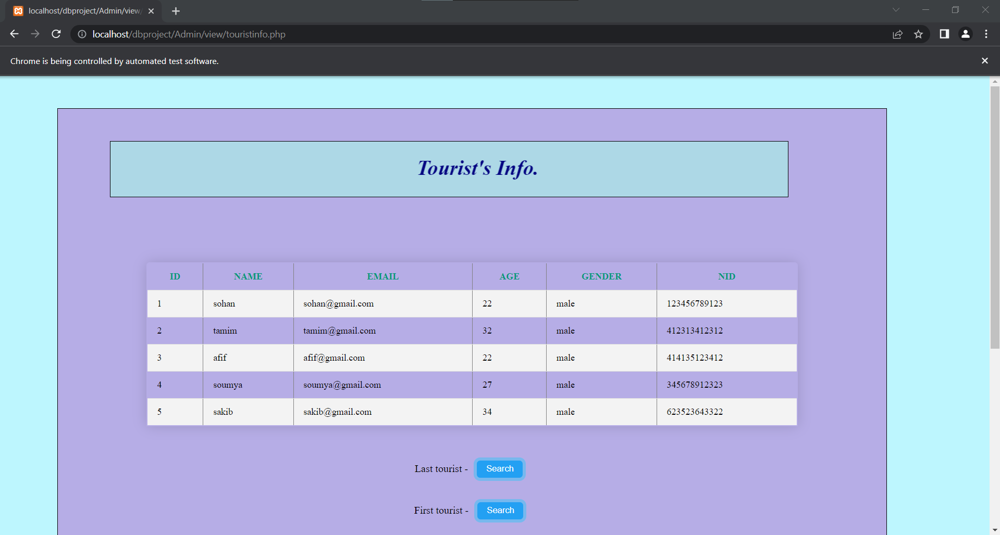 localhost/dbproject/Admin/view/
localhost/dbproject/Admin/view/touristinfo.php
Chrome is being controlled by automated test software.
Tourist's Info.
ID NAME EMAIL AGE GENDER NID
1 sohan sohan@gmail.com 22 male 123456789123
2 tamim tamim@gmail.com 32 male 412313412312
3 afif afif@gmail.com 22 male 414135123412
4 soumya soumya@gmail.com 27 male 345678912323
5 sakib sakib@gmail.com 34 male 623523643322
Last tourist - Search
First tourist - Search